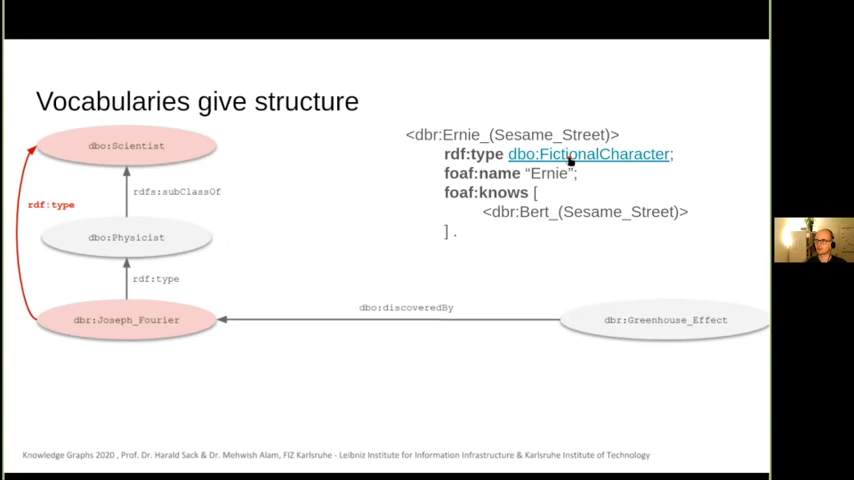 Vocabularies give structure
dbo:Scientist
rdfs:subClassOf
rdf:type
dbo:Physicist
rdf:type
dbr:Joseph_Fourier
dbo:discoveredBy
dbr:Greenhouse_Effect
<dbr:Ernie_(Sesame_Street)>
rdf:type dbo:FictionalCharacter;
foaf:name “Ernie”;
foaf:knows [
<dbr:Bert_(Sesame_Street)>
] .
Knowledge Graphs 2020 , Prof. Dr. Harald Sack & Dr. Mehwish Alam, FIZ Karlsruhe - Leibniz Institute for Information Infrastructure & Karlsruhe Institute of Technology